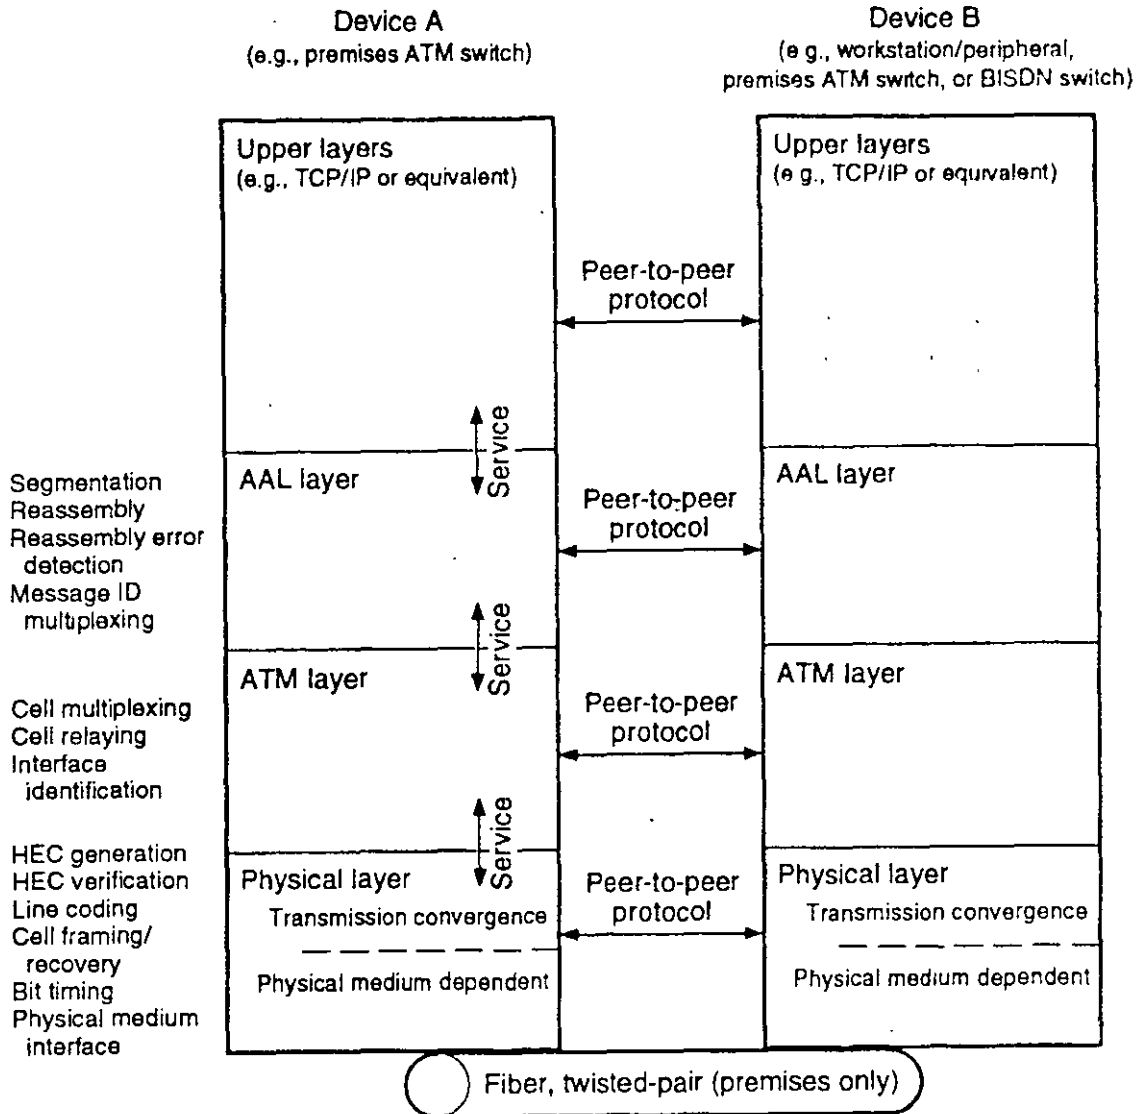 Device A
(e.g., premises ATM switch)
Device B
(e g., workstation/peripheral,
premises ATM switch, or BISDN switch)
Upper layers
(e.g., TCP/IP or equivalent)
Upper layers
(e g., TCP/IP or equivalent)
Peer-to-peer
protocol
Service
Segmentation
Reassembly
Reassembly error
detection
Message ID
multiplexing
AAL layer
Peer-to-peer
protocol
AAL layer
Service
Cell multiplexing
Cell relaying
Interface
identification
ATM layer
Peer-to-peer
protocol
ATM layer
Service
HEC generation
HEC verification
Line coding
Cell framing/
recovery
Bit timing
Physical medium
interface
Physical layer
Transmission convergence
Physical medium dependent
Peer-to-peer
protocol
Physical layer
Transmission convergence
Physical medium dependent
Fiber, twisted-pair (premises only)